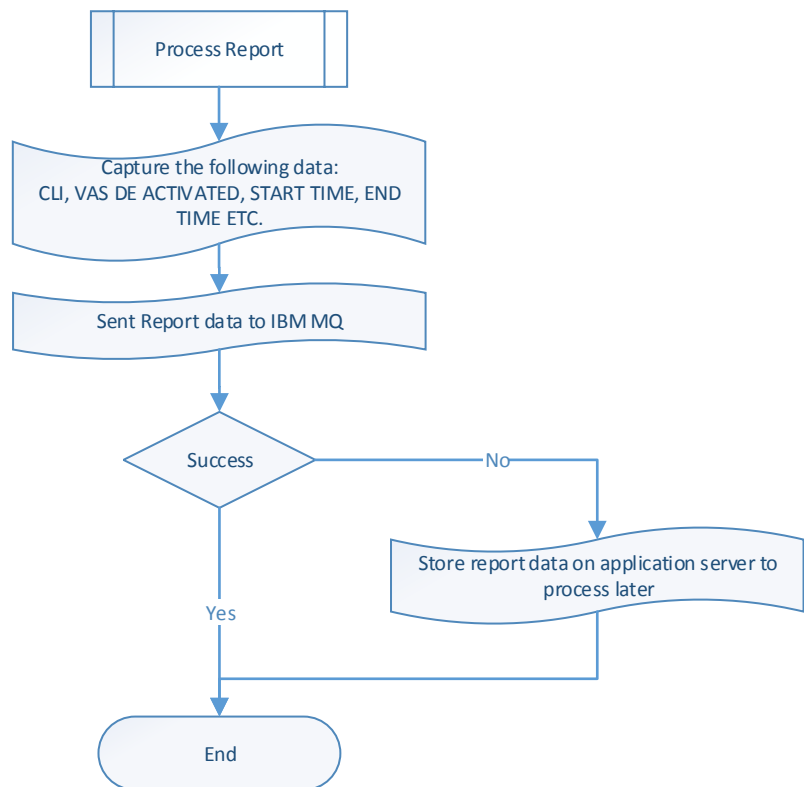 Process Report
Capture the following data:
CLI, VAS DE ACTIVATED, START TIME, END
TIME ETC.
Sent Report data to IBM MQ
Success
No
Store report data on application server to
process later
Yes
End